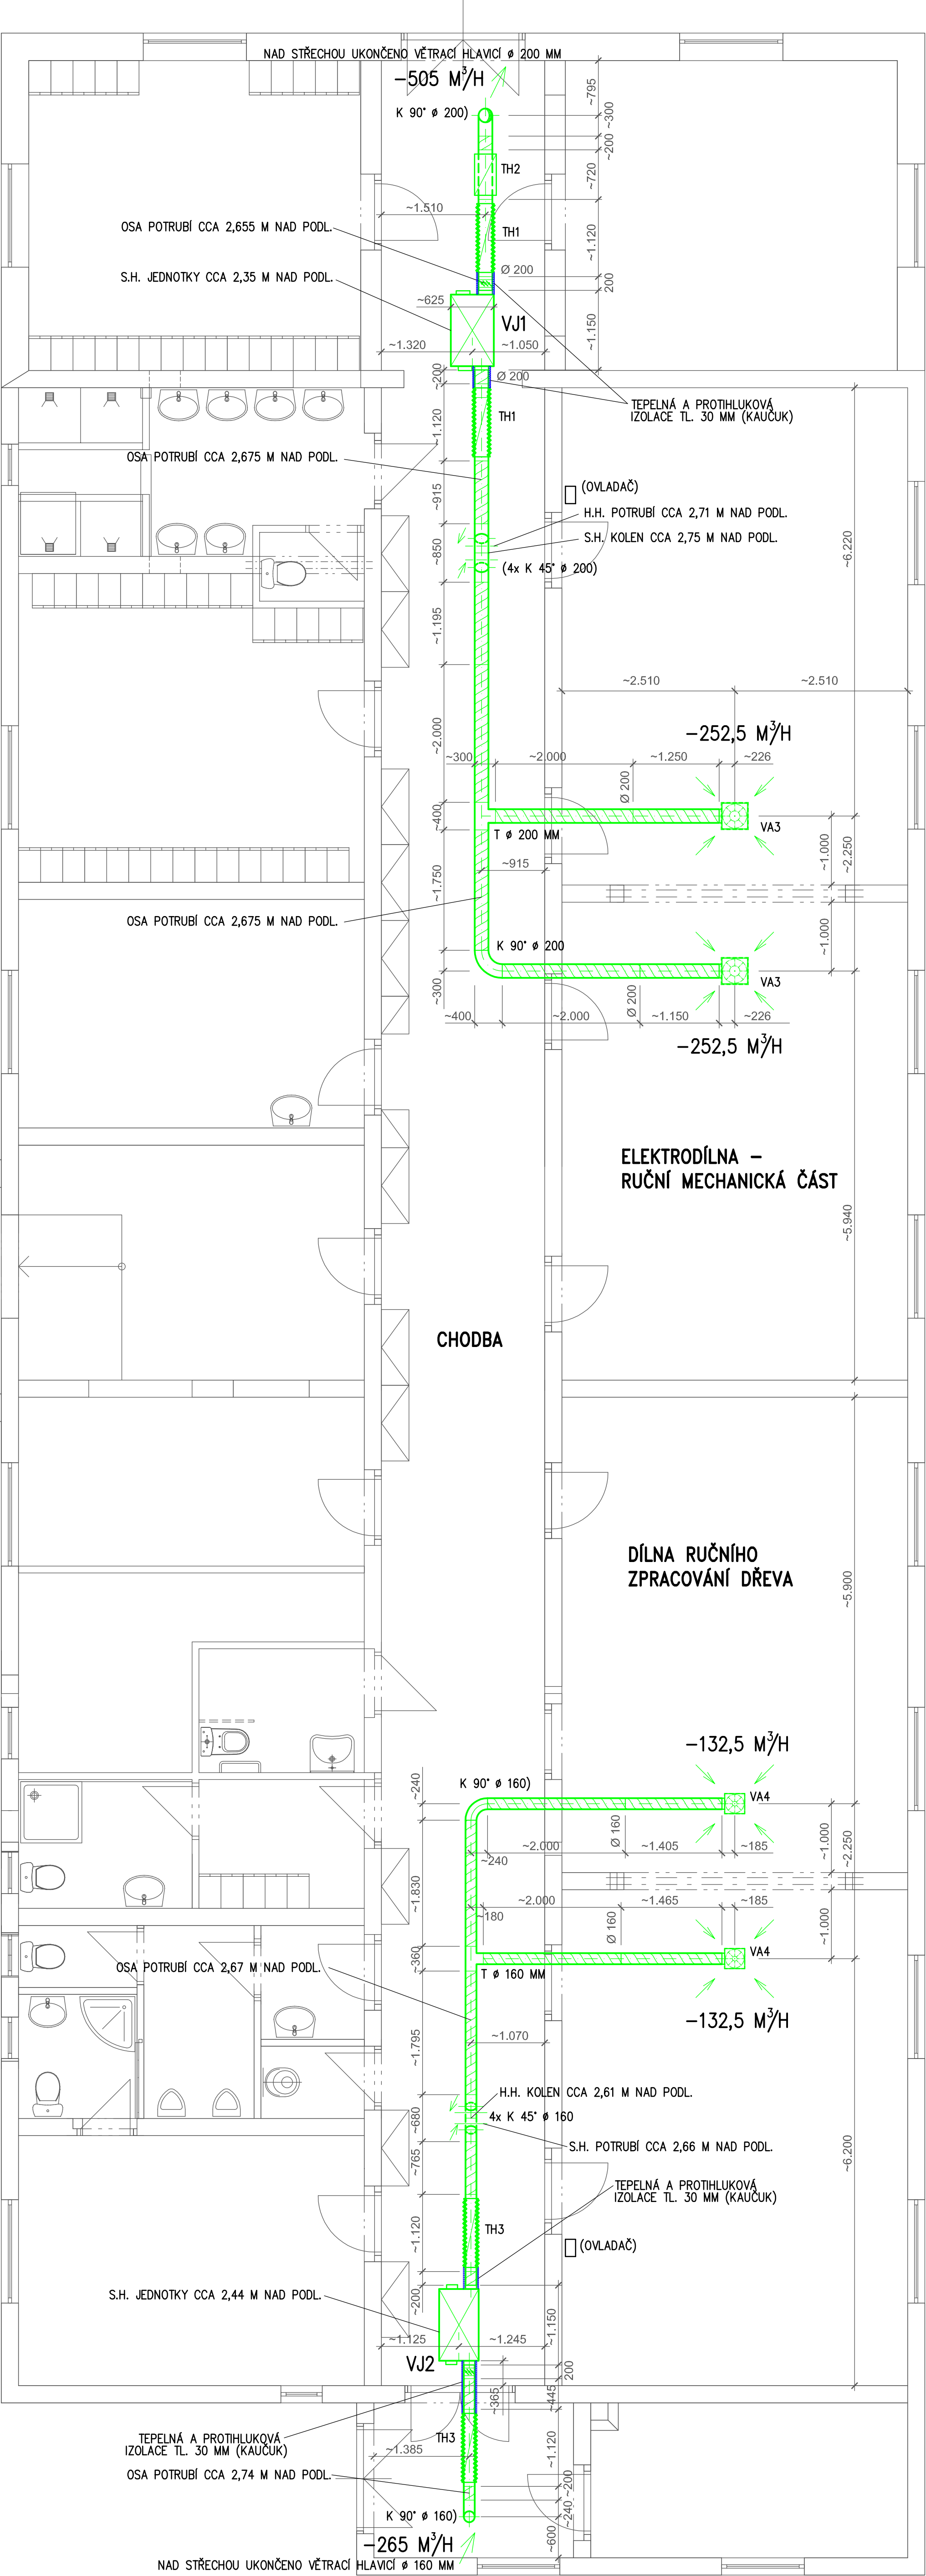 NAD STŘECHOU UKONČENO VĚTRACÍ HLAVICÍ ø 200 MM
-505 M³/H
~795
K 90° ø 200)
~300
~200
TH2
~720
~1.510
OSA POTRUBÍ CCA 2,655 M NAD PODL.
TH1
~1.120
Ø 200
S.H. JEDNOTKY CCA 2,35 M NAD PODL.
200
~625
VJ1
~1.150
~1.320
~1.050
~200
Ø 200
TEPELNÁ A PROTIHLUKOVÁ
IZOLACE TL. 30 MM (KAUČUK)
TH1
~1.120
OSA POTRUBÍ CCA 2,675 M NAD PODL.
~915
(OVLADAČ)
H.H. POTRUBÍ CCA 2,71 M NAD PODL.
S.H. KOLEN CCA 2,75 M NAD PODL.
~6.220
~850
(4x K 45° ø 200)
~1.195
~2.510
~2.510
~2.000
-252,5 M³/H
~300
~2.000
~1.250
~226
Ø 200
~400
T ø 200 MM
VA3
~1.000
~2.250
~915
~1.750
OSA POTRUBÍ CCA 2,675 M NAD PODL.
~1.000
K 90° ø 200
~300
VA3
Ø 200
~400
~2.000
~1.150
~226
-252,5 M³/H
ELEKTRODÍLNA -
RUČNÍ MECHANICKÁ ČÁST
~5.940
CHODBA
DÍLNA RUČNÍHO
ZPRACOVÁNÍ DŘEVA
~5.900
-132,5 M³/H
K 90° ø 160)
~240
VA4
Ø 160
~2.000
~1.405
~185
~1.000
~2.250
~240
~1.830
~2.000
~1.465
~185
~180
Ø 160
~1.000
~360
VA4
OSA POTRUBÍ CCA 2,67 M NAD PODL.
T ø 160 MM
-132,5 M³/H
~1.070
~1.795
H.H. KOLEN CCA 2,61 M NAD PODL.
4x K 45° ø 160
~680
S.H. POTRUBÍ CCA 2,66 M NAD PODL.
~765
~6.200
TEPELNÁ A PROTIHLUKOVÁ
IZOLACE TL. 30 MM (KAUČUK)
TH3
~1.120
(OVLADAČ)
S.H. JEDNOTKY CCA 2,44 M NAD PODL.
~200
~1.150
~1.125
~1.245
VJ2
200
~365
~445
TEPELNÁ A PROTIHLUKOVÁ
IZOLACE TL. 30 MM (KAUČUK)
TH3
~1.385
~1.120
OSA POTRUBÍ CCA 2,74 M NAD PODL.
~200
K 90° ø 160)
~240
-265 M³/H
~600
NAD STŘECHOU UKONČENO VĚTRACÍ HLAVICÍ ø 160 MM